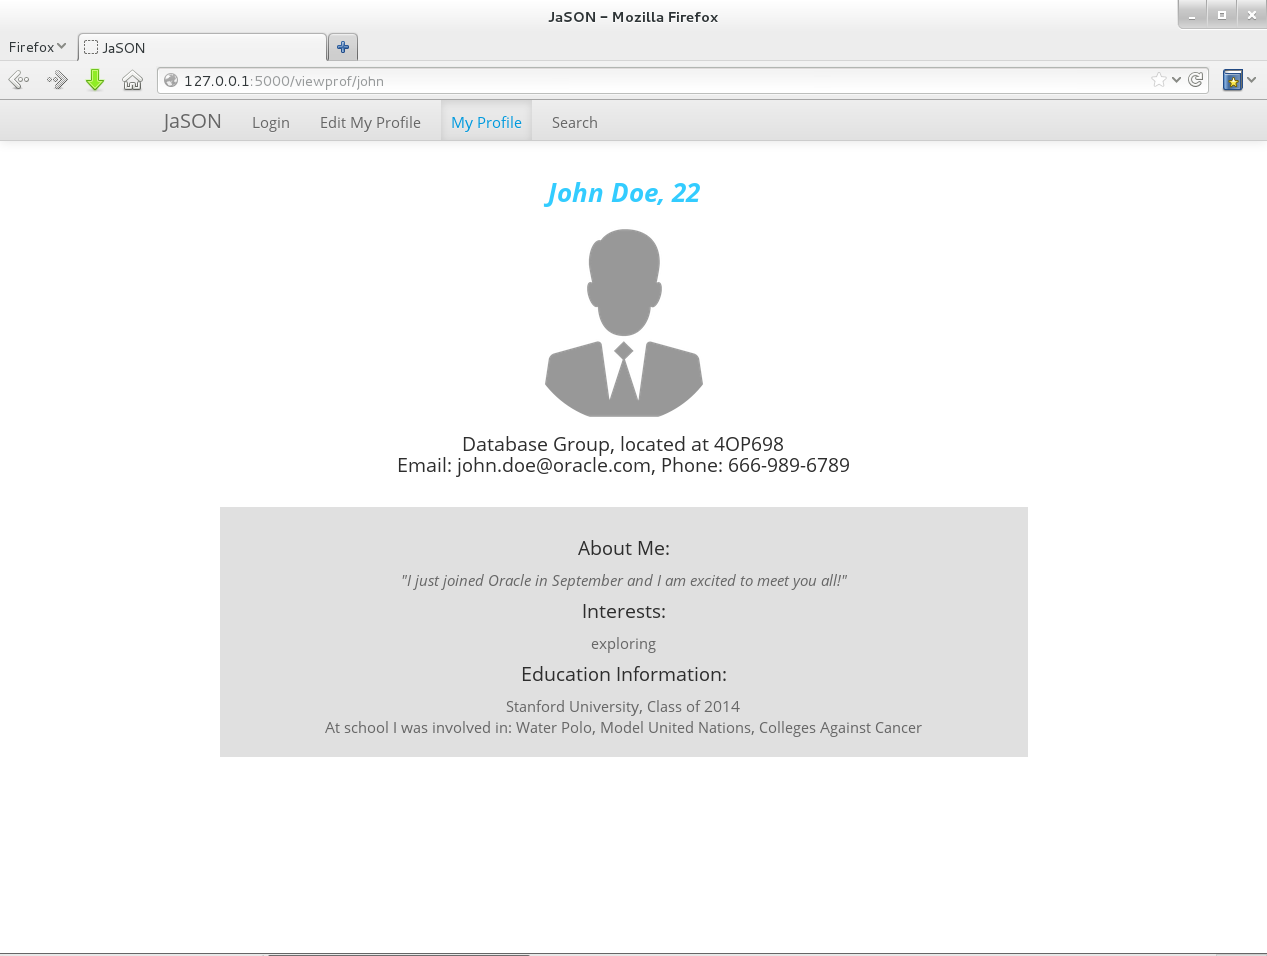 JaSON – Mozilla Firefox
Firefox
JaSON
127.0.0.1:5000/viewprof/john
JaSON Login Edit My Profile My Profile Search
John Doe, 22
Database Group, located at 4OP698
Email: john.doe@oracle.com, Phone: 666-989-6789
About Me:
"I just joined Oracle in September and I am excited to meet you all!"
Interests:
exploring
Education Information:
Stanford University, Class of 2014
At school I was involved in: Water Polo, Model United Nations, Colleges Against Cancer